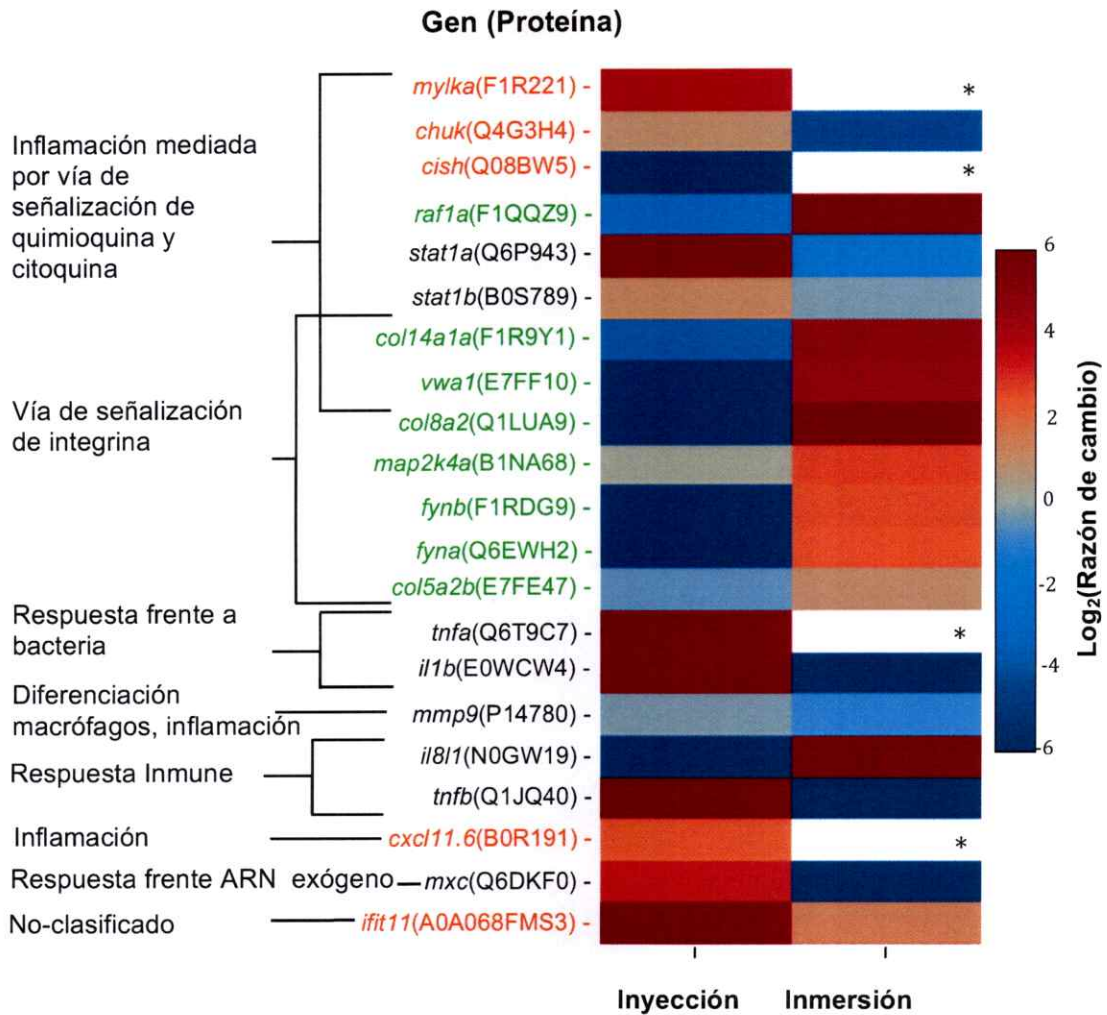 Gen (Proteína)
mylka(F1R221) -
chuk(Q4G3H4) -
cish(Q08BW5) -
raf1a(F1QQZ9) -
stat1a(Q6P943) -
stat1b(B0S789) -
col14a1a(F1R9Y1) -
vwa1(E7FF10) -
col8a2(Q1LUA9) -
map2k4a(B1NA68) -
fynb(F1RDG9) -
fyna(Q6EWH2) -
col5a2b(E7FE47) -
tnfa(Q6T9C7) -
il1b(E0WCW4) -
mmp9(P14780) -
il8l1(N0GW19) -
tnfb(Q1JQ40) -
cxcl11.6(B0R191) -
mxc(Q6DKF0) -
ifit11(A0A068FMS3) -
Inflamación mediada
por vía de
señalización de
quimioquina y
citoquina
Vía de señalización
de integrina
Respuesta frente a
bacteria
Diferenciación
macrófagos, inflamación
Respuesta Inmune
Inflamación
Respuesta frente ARN exógeno
No-clasificado
*
*
*
*
6
4
2
0
-2
-4
-6
Log2(Razón de cambio)
Inyección Inmersión